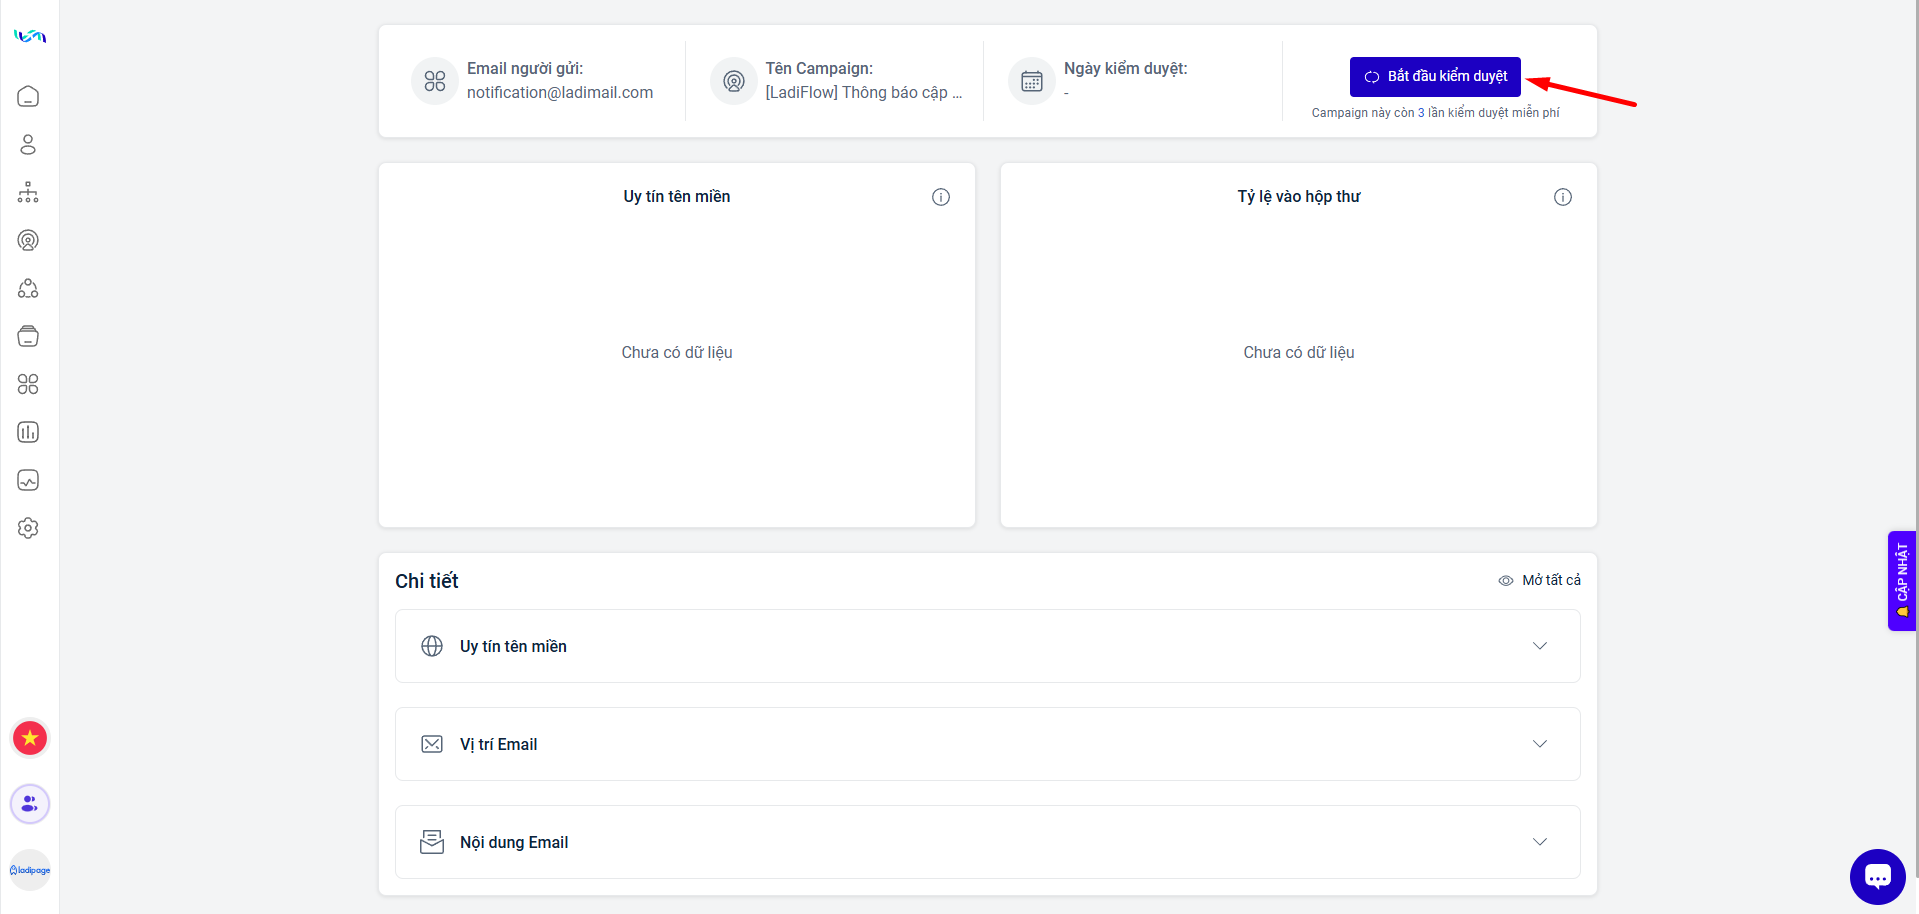 Email người gửi:
notification@ladimail.com
Tên Campaign:
[LadiFlow] Thông báo cập ...
Ngày kiểm duyệt:
-
Bắt đầu kiểm duyệt
Campaign này còn 3 lần kiểm duyệt miễn phí
Uy tín tên miền
Chưa có dữ liệu
Tỷ lệ vào hộp thư
Chưa có dữ liệu
Chi tiết
Mở tất cả
Uy tín tên miền
Vị trí Email
Nội dung Email
CẬP NHẬT
ladipage